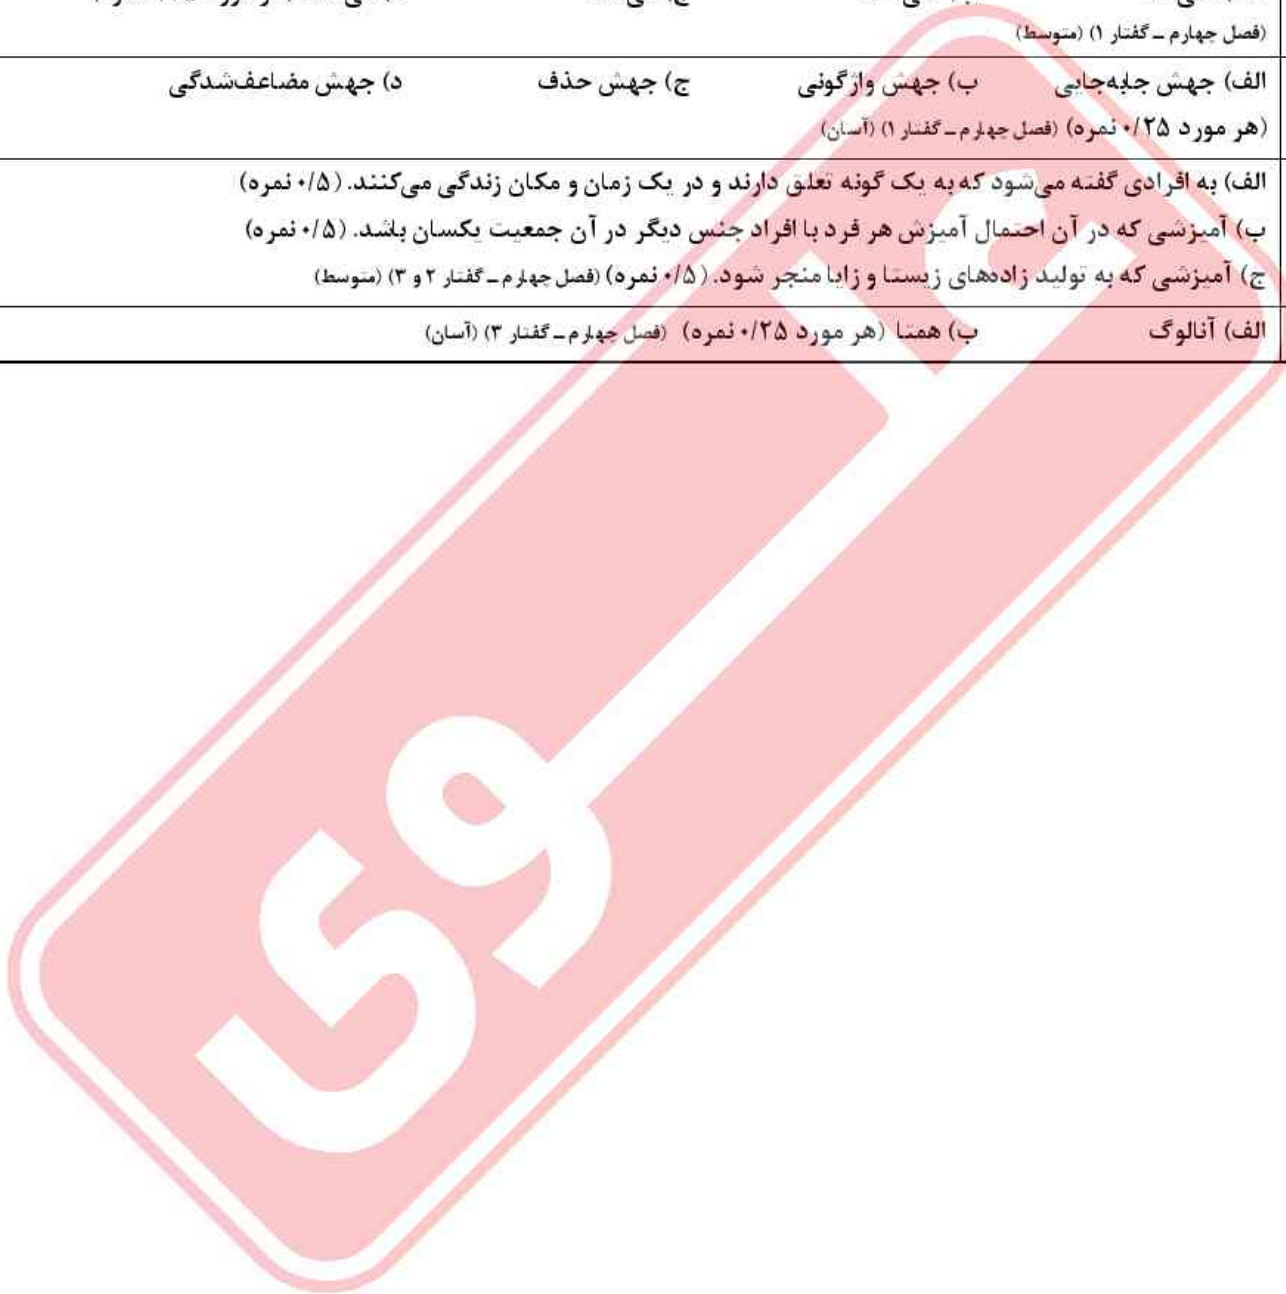 (فصل چهارم ـ گفتار ۱) (متوسط)
الف) جهش جابه‌جایی ب) جهش واژگونی ج) جهش حذف د) جهش مضاعف‌شدگی
(هر مورد ۰/۲۵ نمره) (فصل چهارم ـ گفتار ۱) (آسان)
الف) به افرادی گفته می‌شود که به یک گونه تعلق دارند و در یک زمان و مکان زندگی می‌کنند. (۰/۵ نمره)
ب) آمیزشی که در آن احتمال آمیزش هر فرد با افراد جنس دیگر در آن جمعیت یکسان باشد. (۰/۵ نمره)
ج) آمیزشی که به تولید زاده‌های زیستا و زایا منجر شود. (۰/۵ نمره) (فصل چهارم ـ گفتار ۲ و ۳) (متوسط)
الف) آنالوگ ب) همتا (هر مورد ۰/۲۵ نمره) (فصل چهارم ـ گفتار ۳) (آسان)